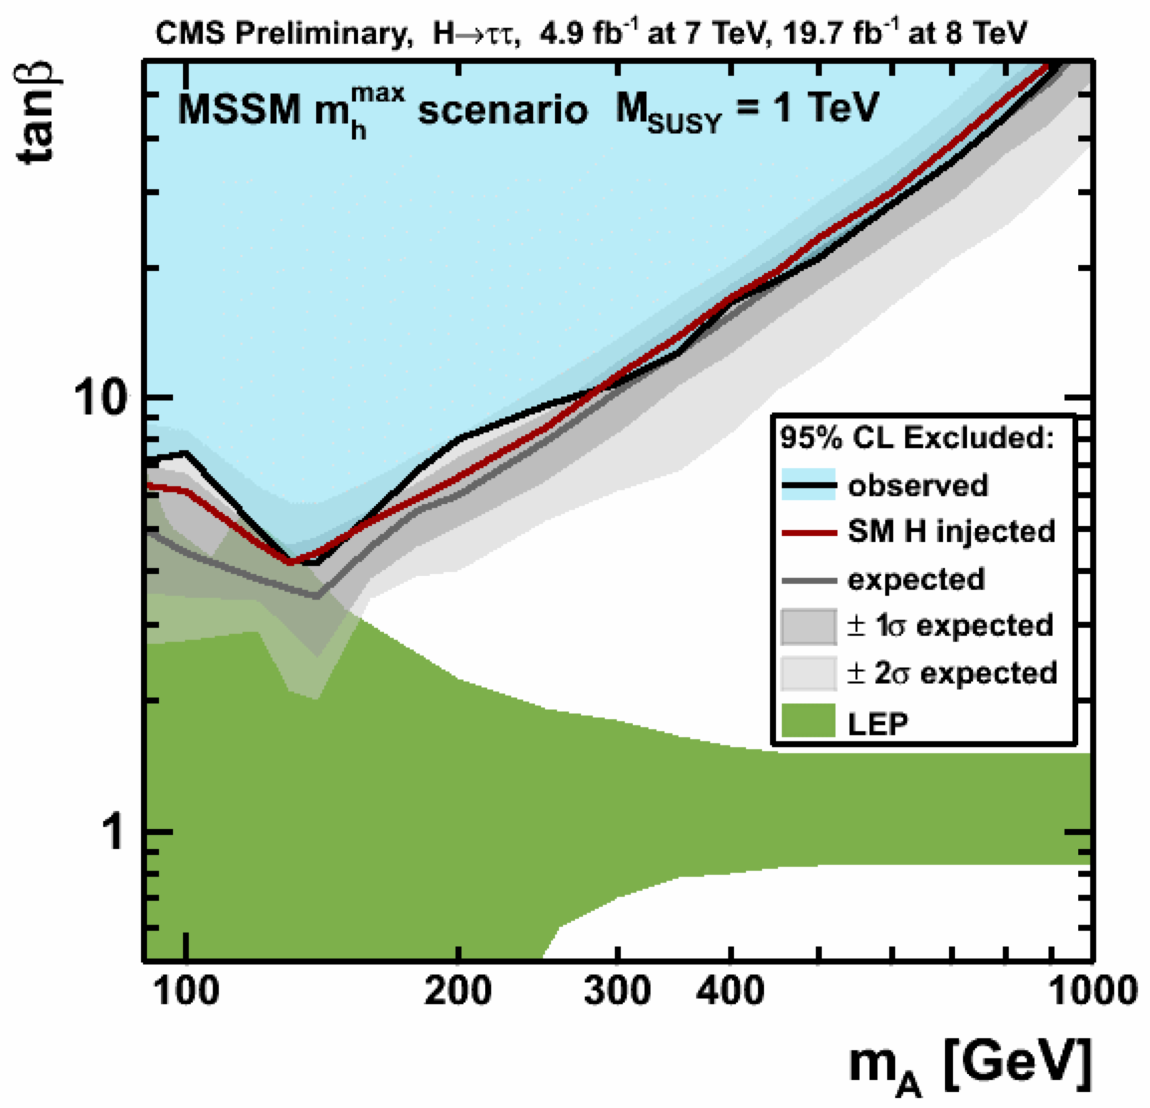 CMS Preliminary, H→ττ, 4.9 fb⁻¹ at 7 TeV, 19.7 fb⁻¹ at 8 TeV
tanβ
MSSM m_h^max scenario M_SUSY = 1 TeV
10
1
95% CL Excluded:
observed
SM H injected
expected
± 1σ expected
± 2σ expected
LEP
100 200 300 400 1000
m_A [GeV]